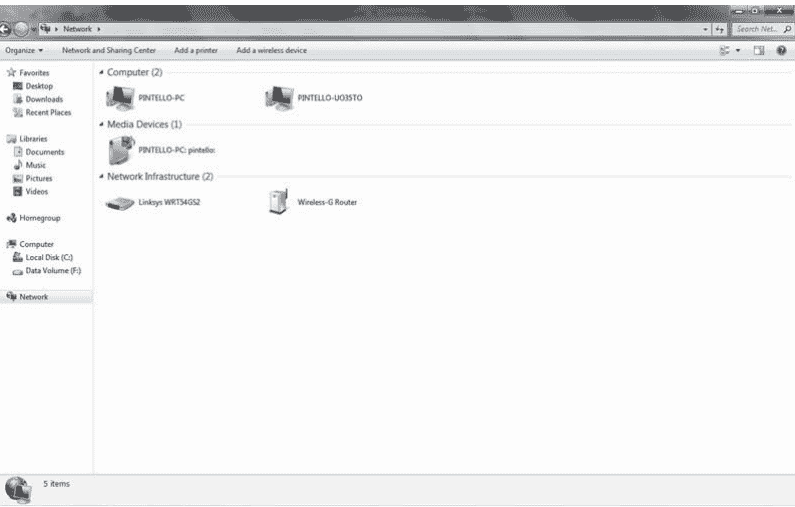 Network
Search Net...
Organize
Network and Sharing Center
Add a printer
Add a wireless device
Favorites
Desktop
Downloads
Recent Places
Libraries
Documents
Music
Pictures
Videos
Homegroup
Computer
Local Disk (C:)
Data Volume (F:)
Network
Computer (2)
PINTELLO-PC
PINTELLO-UO35TO
Media Devices (1)
PINTELLO-PC: pintello:
Network Infrastructure (2)
Linksys WRT54GS2
Wireless-G Router
5 items